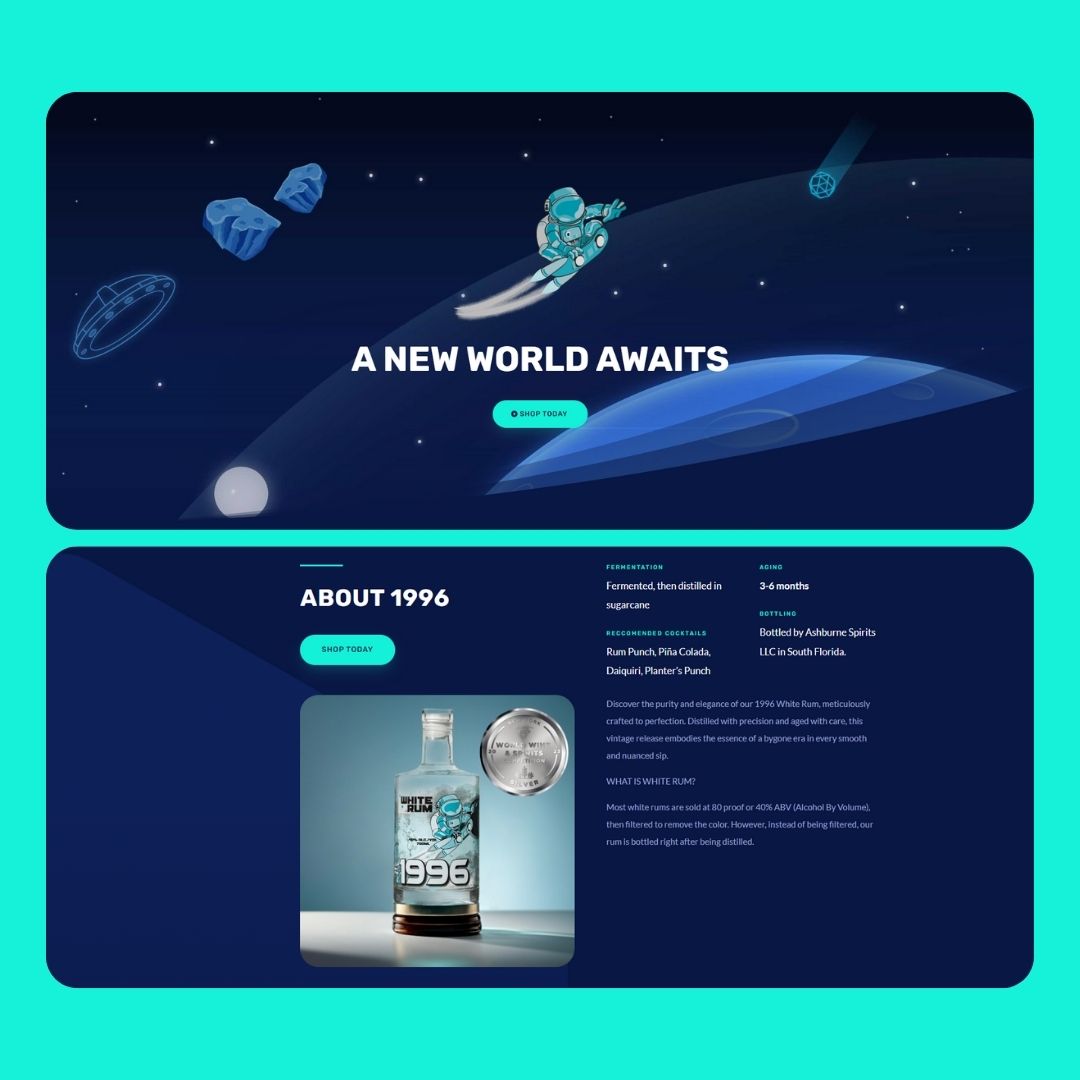 A NEW WORLD AWAITS
SHOP TODAY
ABOUT 1996
SHOP TODAY
WHITE
RUM
1996
WORLD WINE
& SPIRITS
COMPETITION
SILVER
FERMENTATION
Fermented, then distilled in
sugarcane
RECCOMENDED COCKTAILS
Rum Punch, Piña Colada,
Daiquiri, Planter's Punch
AGING
3-6 months
BOTTLING
Bottled by Ashburne Spirits
LLC in South Florida.
Discover the purity and elegance of our 1996 White Rum, meticulously
crafted to perfection. Distilled with precision and aged with care, this
vintage release embodies the essence of a bygone era in every smooth
and nuanced sip.
WHAT IS WHITE RUM?
Most white rums are sold at 80 proof or 40% ABV (Alcohol By Volume),
then filtered to remove the color. However, instead of being filtered, our
rum is bottled right after being distilled.